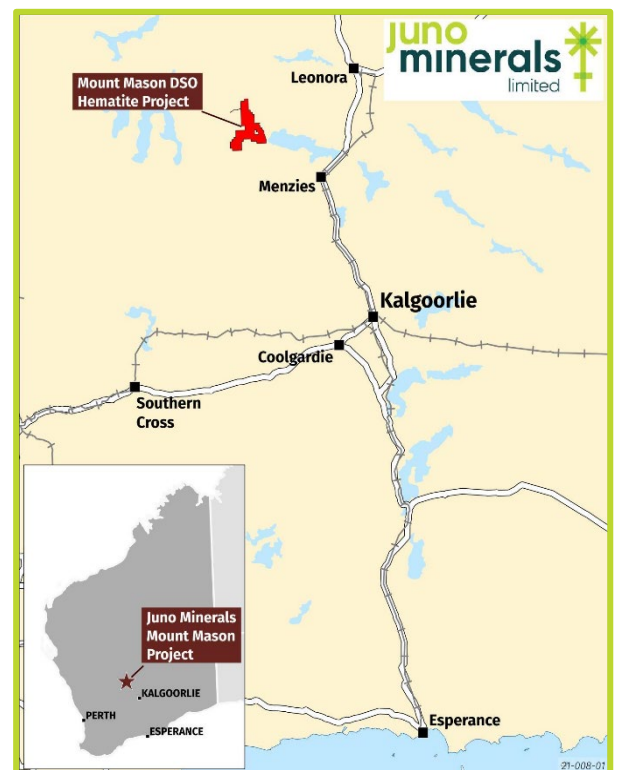 juno
minerals
limited
Leonora
Mount Mason DSO
Hematite Project
Menzies
Kalgoorlie
Coolgardie
Southern
Cross
Juno Minerals
Mount Mason
Project
KALGOORLIE
PERTH
ESPERANCE
Esperance
21-008-01